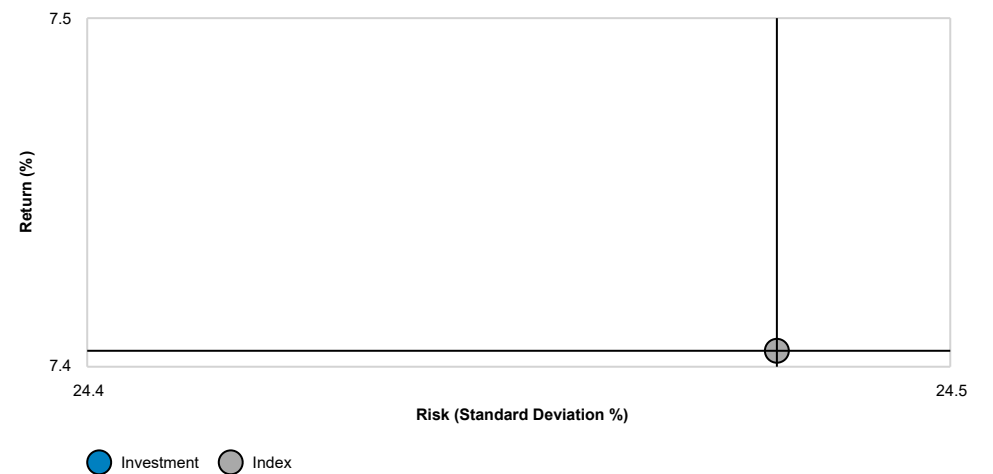 7.5
Return (%)
7.4
24.4
24.5
Risk (Standard Deviation %)
Investment
Index